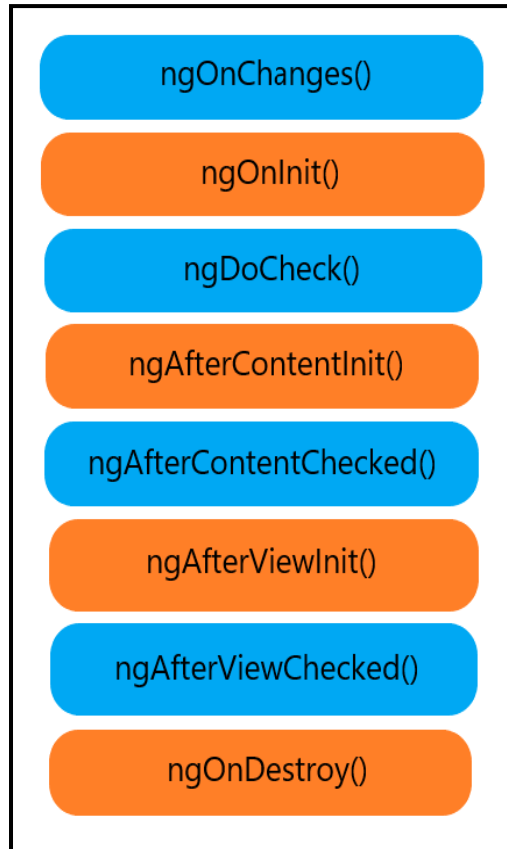 ngOnChanges()
ngOnInit()
ngDoCheck()
ngAfterContentInit()
ngAfterContentChecked()
ngAfterViewInit()
ngAfterViewChecked()
ngOnDestroy()